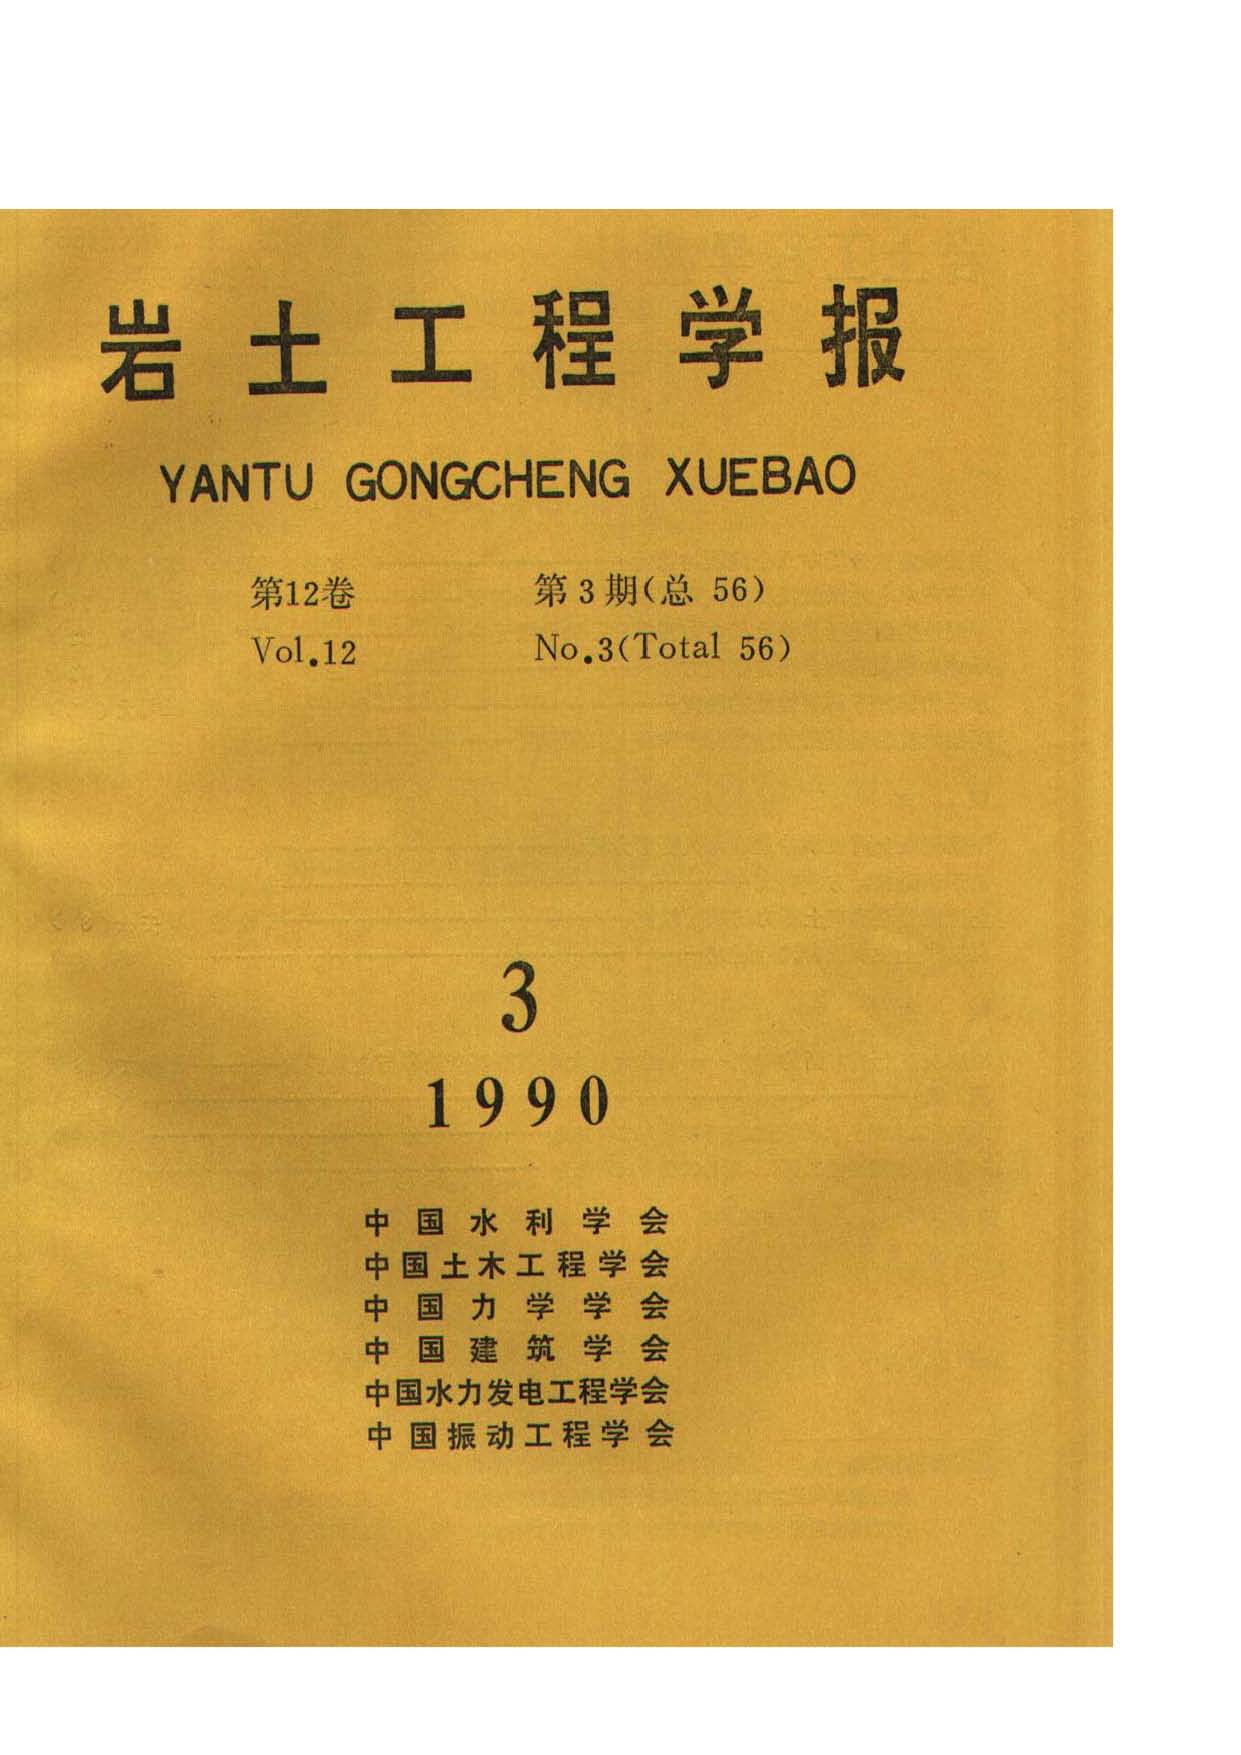 岩土工程学报
YANTU GONGCHENG XUEBAO
第12卷 第3期(总 56)
Vol.12 No.3(Total 56)
3
1990
中国水利学会
中国土木工程学会
中国力学学会
中国建筑学会
中国水力发电工程学会
中国振动工程学会